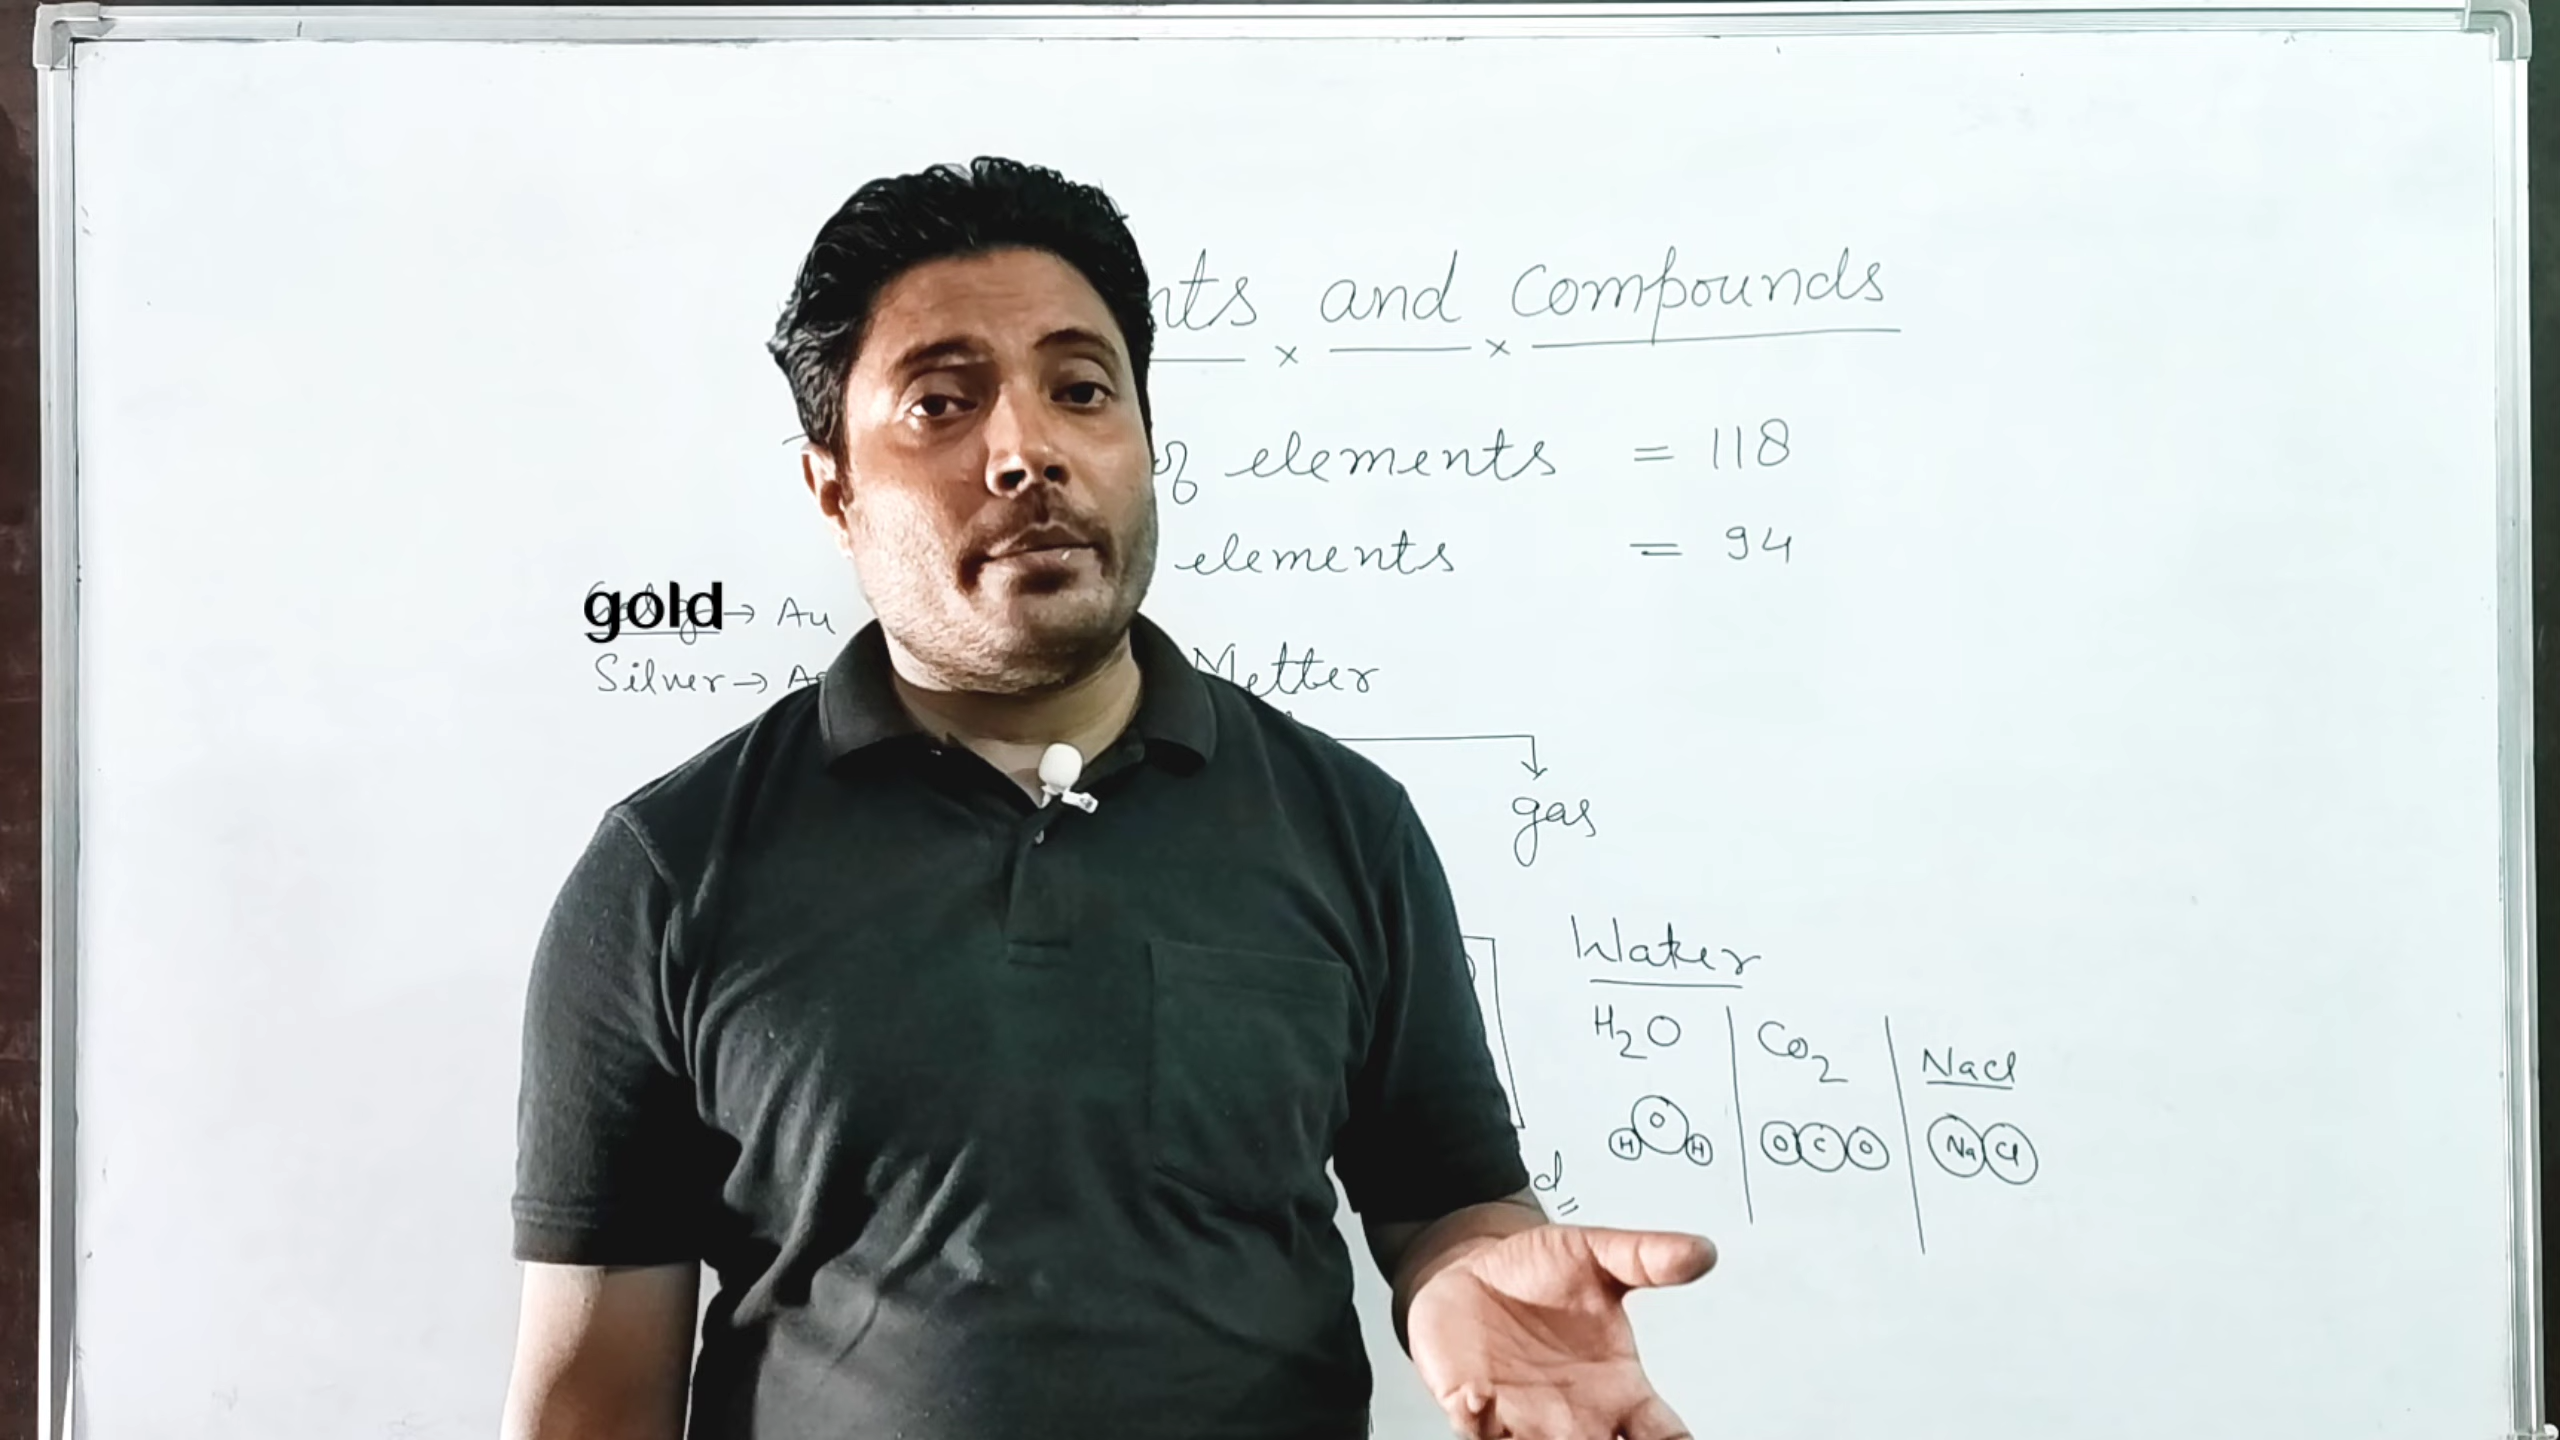 nts and Compounds
of elements = 118
elements = 94
gold → Au
Silver → Ag
Metter
gas
Water
H2O
Co2
Nacl
H O H
O C O
Na Cl
d